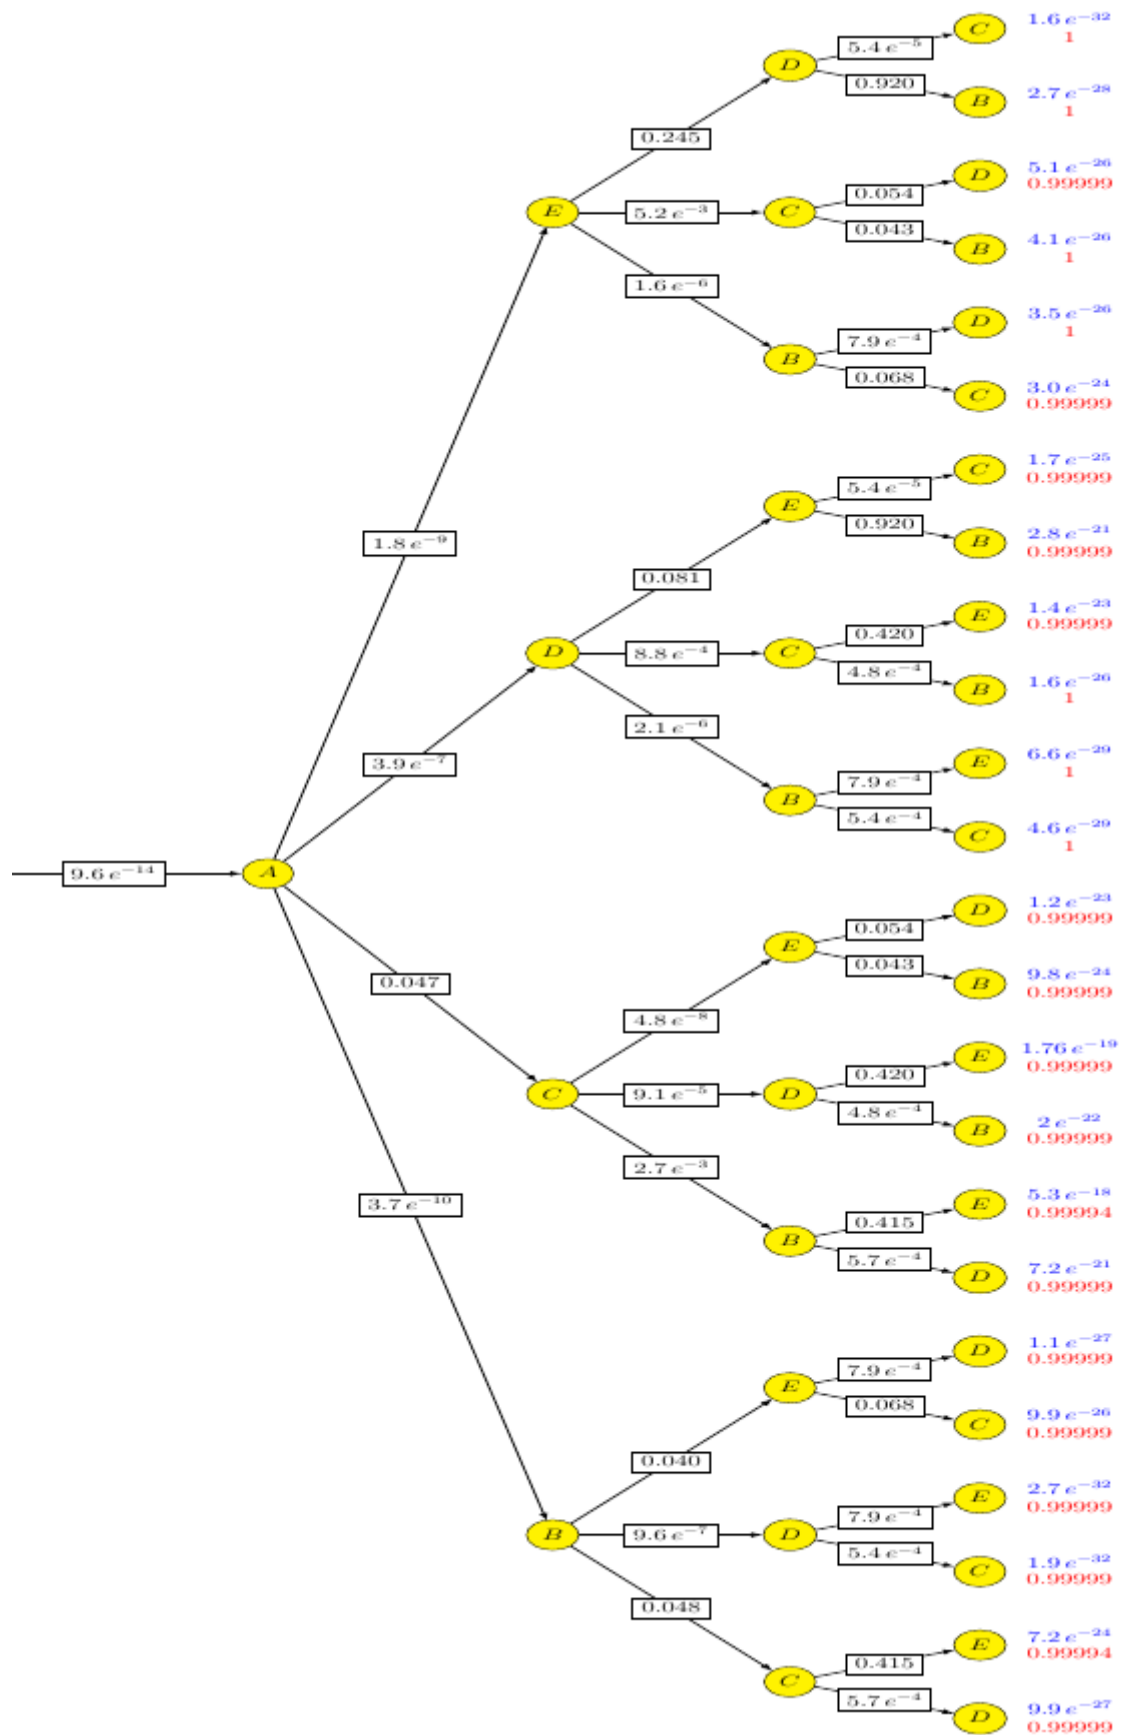 C 1.6 e^{-32}
5.4 e^{-5} 1
D
0.920 B 2.7 e^{-28}
1
0.245
D 5.1 e^{-26}
0.054 0.99999
E 5.2 e^{-3} C
0.043
B 4.1 e^{-26}
1
1.6 e^{-6}
D 3.5 e^{-26}
7.9 e^{-4} 1
B
0.068
C 3.0 e^{-24}
0.99999
C 1.7 e^{-25}
5.4 e^{-5} 0.99999
E
0.920
1.8 e^{-9} B 2.8 e^{-21}
0.99999
0.081
E 1.4 e^{-23}
0.420 0.99999
D 8.8 e^{-4} C
4.8 e^{-4}
B 1.6 e^{-26}
1
2.1 e^{-6}
3.9 e^{-7} E 6.6 e^{-29}
7.9 e^{-4} 1
B
5.4 e^{-4}
C 4.6 e^{-29}
1
9.6 e^{-14} A
D 1.2 e^{-23}
0.054 0.99999
E
0.043
0.047 B 9.8 e^{-24}
0.99999
4.8 e^{-8}
E 1.76 e^{-19}
0.420 0.99999
C 9.1 e^{-5} D
4.8 e^{-4}
B 2 e^{-22}
0.99999
2.7 e^{-3}
3.7 e^{-10} E 5.3 e^{-18}
0.415 0.99994
B
5.7 e^{-4}
D 7.2 e^{-21}
0.99999
D 1.1 e^{-27}
7.9 e^{-4} 0.99999
E
0.068
C 9.9 e^{-26}
0.99999
0.040
E 2.7 e^{-32}
7.9 e^{-4} 0.99999
B 9.6 e^{-7} D
5.4 e^{-4}
C 1.9 e^{-32}
0.99999
0.048
E 7.2 e^{-24}
0.415 0.99994
C
5.7 e^{-4}
D 9.9 e^{-27}
0.99999